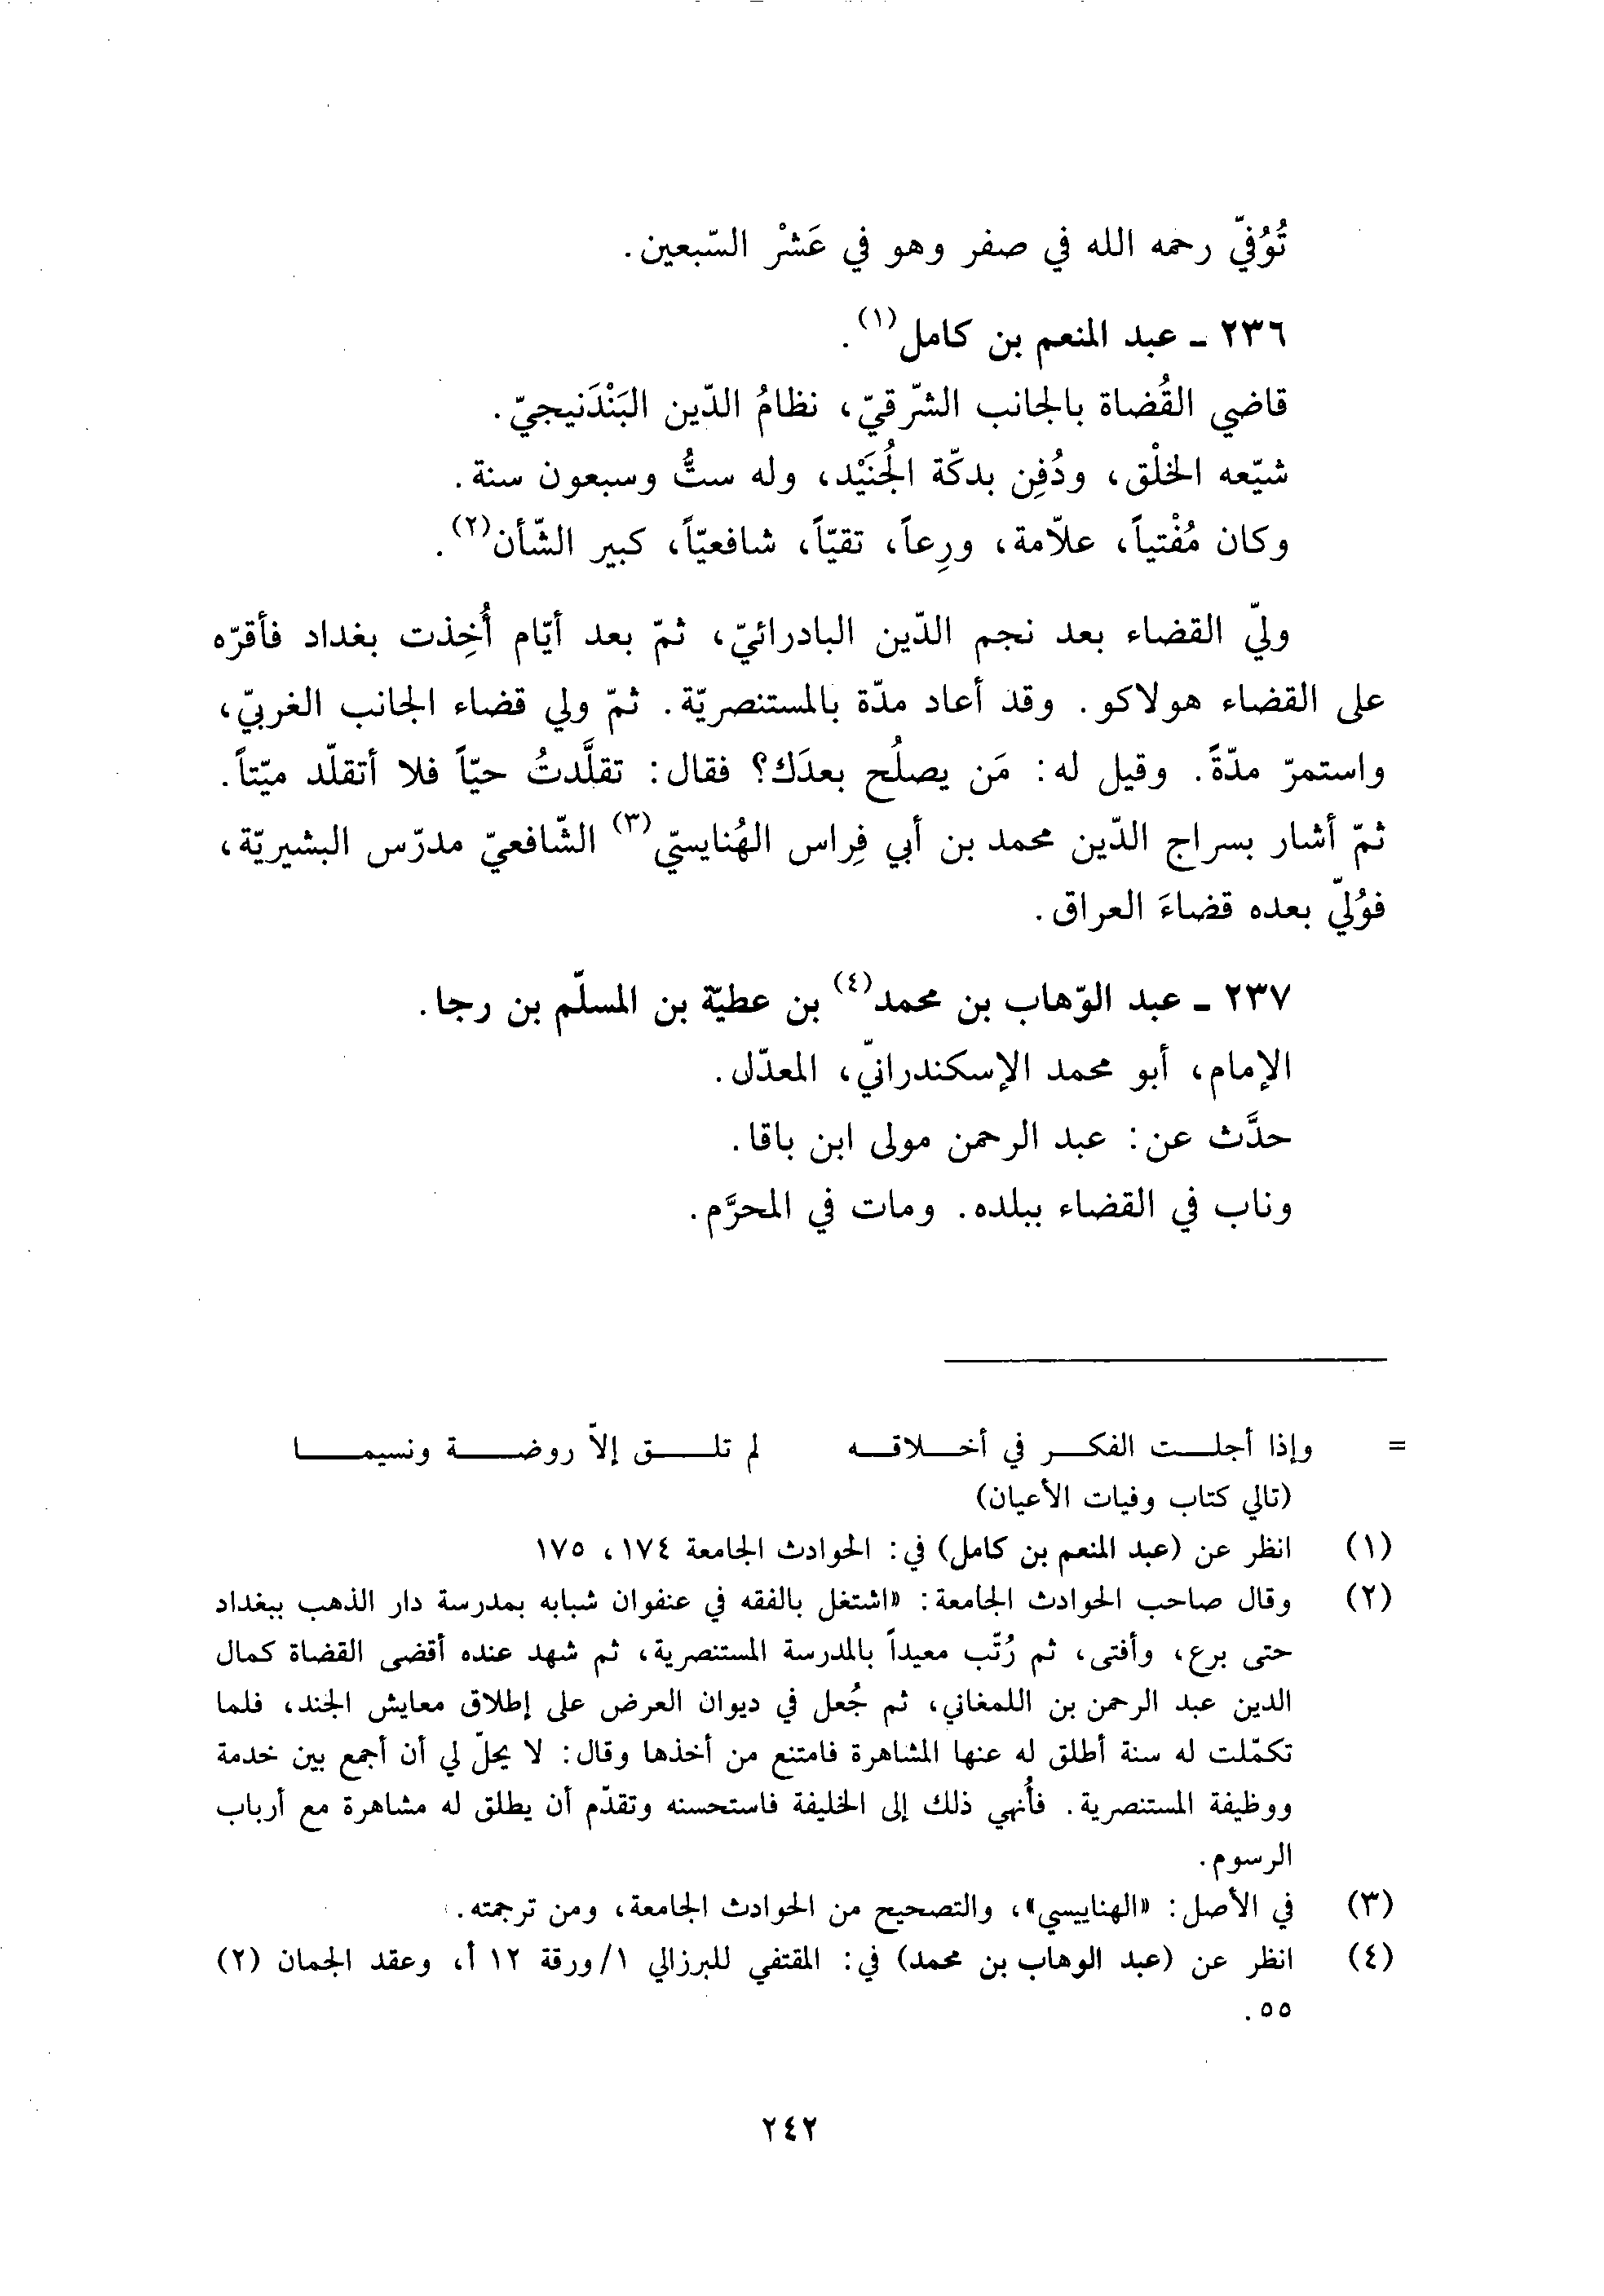 تُوُفّي رحمه الله في صفر وهو في عَشْر السّبعين.
٢٣٦ ـ عبد المنعم بن كامل(١).
قاضي القُضاة بالجانب الشّرقيّ، نظامُ الدّين البَنْدَنيجيّ.
شيّعه الخلْق، ودُفِن بدكّة الجُنَيْد، وله ستٌّ وسبعون سنة.
وكان مُفْتياً، علاّمة، ورِعاً، تقيّاً، شافعيّاً، كبير الشّأن(٢).
وليّ القضاء بعد نجم الدّين البادرائيّ، ثمّ بعد أيّام أُخِذت بغداد فأقرّه
على القضاء هولاكو. وقد أعاد مدّة بالمستنصريّة. ثمّ ولي قضاء الجانب الغربيّ،
واستمرّ مدّةً. وقيل له: مَن يصلُح بعدَك؟ فقال: تقلَّدتُ حيّاً فلا أتقلّد ميّتاً.
ثمّ أشار بسراج الدّين محمد بن أبي فِراس الهُنايسيّ(٣) الشّافعيّ مدرّس البشيريّة،
فوُليّ بعده قضاءَ العراق.
٢٣٧ ـ عبد الوّهاب بن محمد(٤) بن عطيّة بن المسلّم بن رجا.
الإمام، أبو محمد الإسكندرانيّ، المعدّل.
حدَّث عن: عبد الرحمن مولى ابن باقا.
وناب في القضاء ببلده. ومات في المحرَّم.
= وإذا أجلـــت الفكـــر في أخـــلاقـــه لم تلـــــق إلاّ روضـــــة ونسيمـــــا
(تالي كتاب وفيات الأعيان)
(١) انظر عن (عبد المنعم بن كامل) في: الحوادث الجامعة ١٧٤، ١٧٥
(٢) وقال صاحب الحوادث الجامعة: «اشتغل بالفقه في عنفوان شبابه بمدرسة دار الذهب ببغداد
حتى برع، وأفتى، ثم رُتّب معيداً بالمدرسة المستنصرية، ثم شهد عنده أقضى القضاة كمال
الدين عبد الرحمن بن اللمغاني، ثم جُعل في ديوان العرض على إطلاق معايش الجند، فلما
تكمّلت له سنة أطلق له عنها المشاهرة فامتنع من أخذها وقال: لا يحلّ لي أن أجمع بين خدمة
ووظيفة المستنصرية. فأُنهي ذلك إلى الخليفة فاستحسنه وتقدّم أن يطلق له مشاهرة مع أرباب
الرسوم.
(٣) في الأصل: «الهناييسي»، والتصحيح من الحوادث الجامعة، ومن ترجمته.
(٤) انظر عن (عبد الوهاب بن محمد) في: المقتفي للبرزالي ١/ورقة ١٢ أ، وعقد الجمان (٢)
٥٥.
٢٤٢